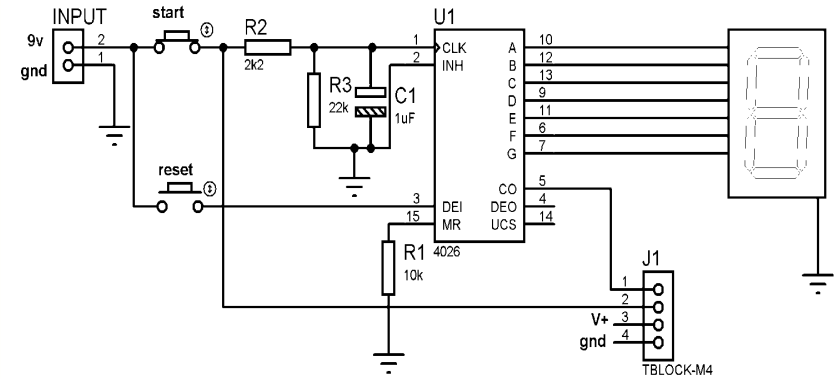 INPUT
start
9v
2
gnd
1
R2
2k2
R3
22k
C1
1uF
U1
1
CLK
A
10
2
INH
B
12
C
13
D
9
E
11
F
6
G
7
CO
5
reset
3
DEI
DEO
4
15
MR
UCS
14
4026
R1
10k
J1
1
2
V+
3
gnd
4
TBLOCK-M4